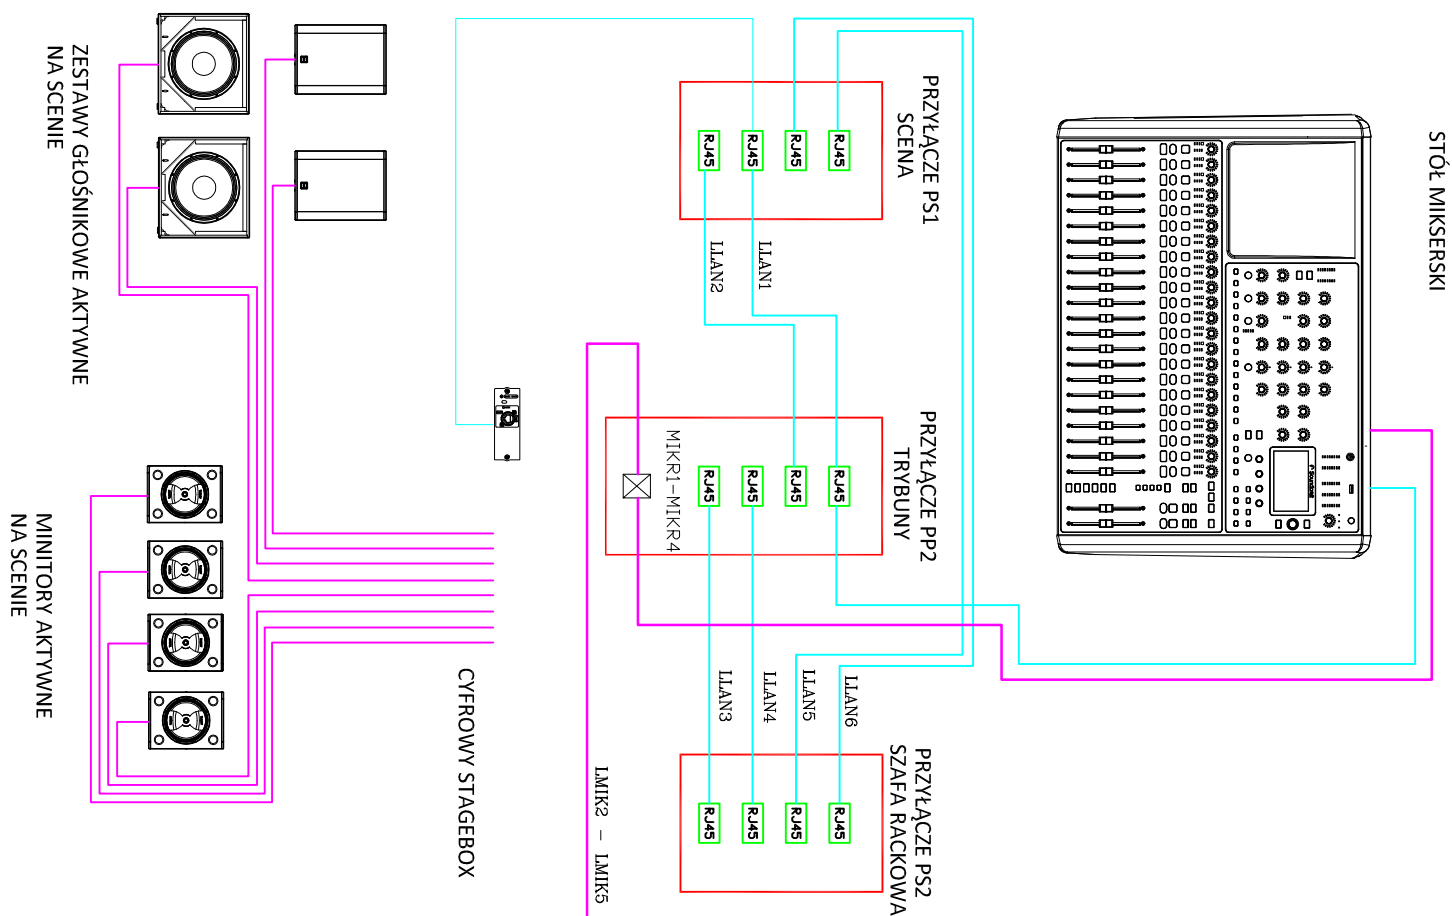 STÓŁ MIKSERSKI
PRZYŁĄCZE PS1
SCENA
RJ45
RJ45
RJ45
RJ45
LLAN1
LLAN2
PRZYŁĄCZE PP2
TRYBUNY
RJ45
RJ45
RJ45
RJ45
MIKR1-MIKR4
LLAN6
LLAN5
LLAN4
LLAN3
PRZYŁĄCZE PS2
SZAFA RACKOWA
RJ45
RJ45
RJ45
RJ45
LMIK2 - LMIK5
CYFROWY STAGEBOX
ZESTAWY GŁOŚNIKOWE AKTYWNE
NA SCENIE
MINITORY AKTYWNE
NA SCENIE